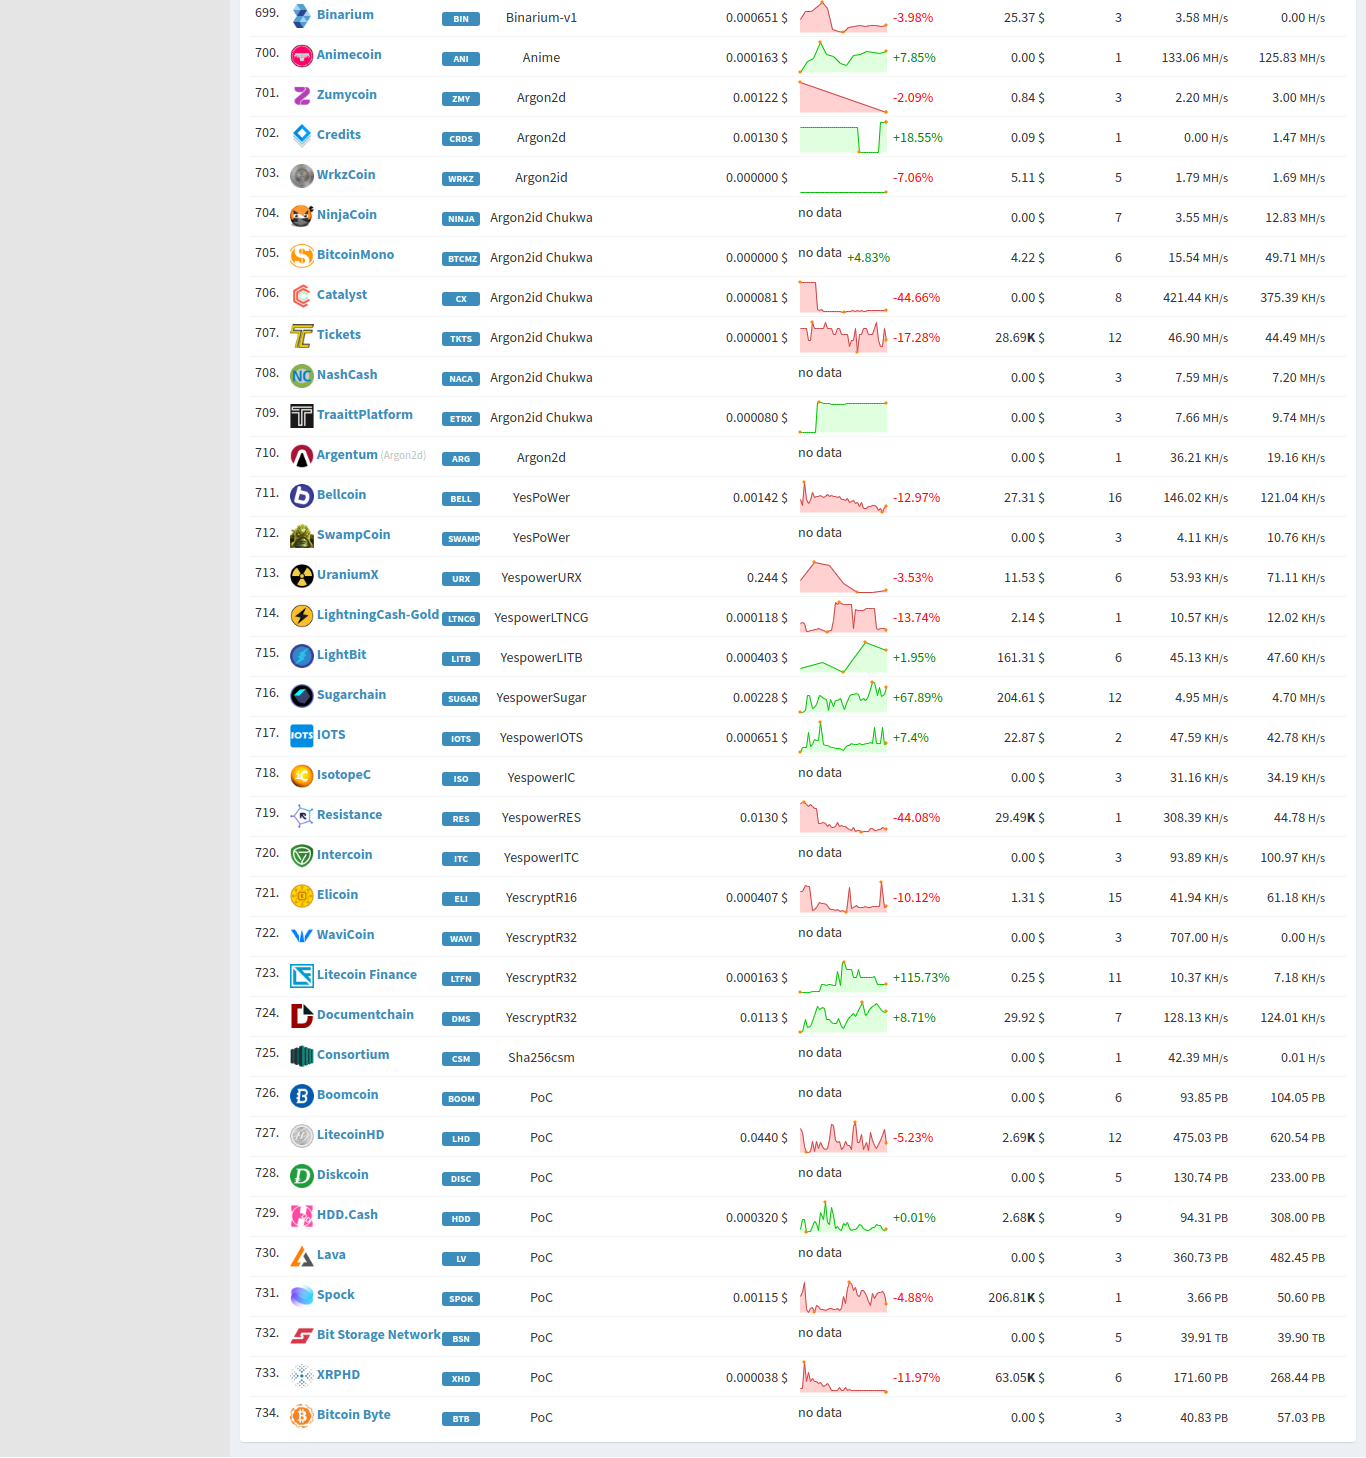 699. Binarium BIN Binarium-v1 0.000651 $ -3.98% 25.37 $ 3 3.58 MH/s 0.00 H/s
700. Animecoin ANI Anime 0.000163 $ +7.85% 0.00 $ 1 133.06 MH/s 125.83 MH/s
701. Zumycoin ZMY Argon2d 0.00122 $ -2.09% 0.84 $ 3 2.20 MH/s 3.00 MH/s
702. Credits CRDS Argon2d 0.00130 $ +18.55% 0.09 $ 1 0.00 H/s 1.47 MH/s
703. WrkzCoin WRKZ Argon2id 0.000000 $ -7.06% 5.11 $ 5 1.79 MH/s 1.69 MH/s
704. NinjaCoin NINJA Argon2id Chukwa no data 0.00 $ 7 3.55 MH/s 12.83 MH/s
705. BitcoinMono BTCMZ Argon2id Chukwa 0.000000 $ no data +4.83% 4.22 $ 6 15.54 MH/s 49.71 MH/s
706. Catalyst CX Argon2id Chukwa 0.000081 $ -44.66% 0.00 $ 8 421.44 KH/s 375.39 KH/s
707. Tickets TKTS Argon2id Chukwa 0.000001 $ -17.28% 28.69K $ 12 46.90 MH/s 44.49 MH/s
708. NC NashCash NACA Argon2id Chukwa no data 0.00 $ 3 7.59 MH/s 7.20 MH/s
709. TraaittPlatform ETRX Argon2id Chukwa 0.000080 $ 0.00 $ 3 7.66 MH/s 9.74 MH/s
710. Argentum (Argon2d) ARG Argon2d no data 0.00 $ 1 36.21 KH/s 19.16 KH/s
711. Bellcoin BELL YesPoWer 0.00142 $ -12.97% 27.31 $ 16 146.02 KH/s 121.04 KH/s
712. SwampCoin SWAMP YesPoWer no data 0.00 $ 3 4.11 KH/s 10.76 KH/s
713. UraniumX URX YespowerURX 0.244 $ -3.53% 11.53 $ 6 53.93 KH/s 71.11 KH/s
714. LightningCash-Gold LTNCG YespowerLTNCG 0.000118 $ -13.74% 2.14 $ 1 10.57 KH/s 12.02 KH/s
715. LightBit LITB YespowerLITB 0.000403 $ +1.95% 161.31 $ 6 45.13 KH/s 47.60 KH/s
716. Sugarchain SUGAR YespowerSugar 0.00228 $ +67.89% 204.61 $ 12 4.95 MH/s 4.70 MH/s
717. IOTS IOTS IOTS YespowerIOTS 0.000651 $ +7.4% 22.87 $ 2 47.59 KH/s 42.78 KH/s
718. IsotopeC ISO YespowerIC no data 0.00 $ 3 31.16 KH/s 34.19 KH/s
719. Resistance RES YespowerRES 0.0130 $ -44.08% 29.49K $ 1 308.39 KH/s 44.78 H/s
720. Intercoin ITC YespowerITC no data 0.00 $ 3 93.89 KH/s 100.97 KH/s
721. Elicoin ELI YescryptR16 0.000407 $ -10.12% 1.31 $ 15 41.94 KH/s 61.18 KH/s
722. WaviCoin WAVI YescryptR32 no data 0.00 $ 3 707.00 H/s 0.00 H/s
723. Litecoin Finance LTFN YescryptR32 0.000163 $ +115.73% 0.25 $ 11 10.37 KH/s 7.18 KH/s
724. Documentchain DMS YescryptR32 0.0113 $ +8.71% 29.92 $ 7 128.13 KH/s 124.01 KH/s
725. Consortium CSM Sha256csm no data 0.00 $ 1 42.39 MH/s 0.01 H/s
726. Boomcoin BOOM PoC no data 0.00 $ 6 93.85 PB 104.05 PB
727. LitecoinHD LHD PoC 0.0440 $ -5.23% 2.69K $ 12 475.03 PB 620.54 PB
728. Diskcoin DISC PoC no data 0.00 $ 5 130.74 PB 233.00 PB
729. HDD.Cash HDD PoC 0.000320 $ +0.01% 2.68K $ 9 94.31 PB 308.00 PB
730. Lava LV PoC no data 0.00 $ 3 360.73 PB 482.45 PB
731. Spock SPOK PoC 0.00115 $ -4.88% 206.81K $ 1 3.66 PB 50.60 PB
732. Bit Storage Network BSN PoC no data 0.00 $ 5 39.91 TB 39.90 TB
733. XRPHD XHD PoC 0.000038 $ -11.97% 63.05K $ 6 171.60 PB 268.44 PB
734. Bitcoin Byte BTB PoC no data 0.00 $ 3 40.83 PB 57.03 PB